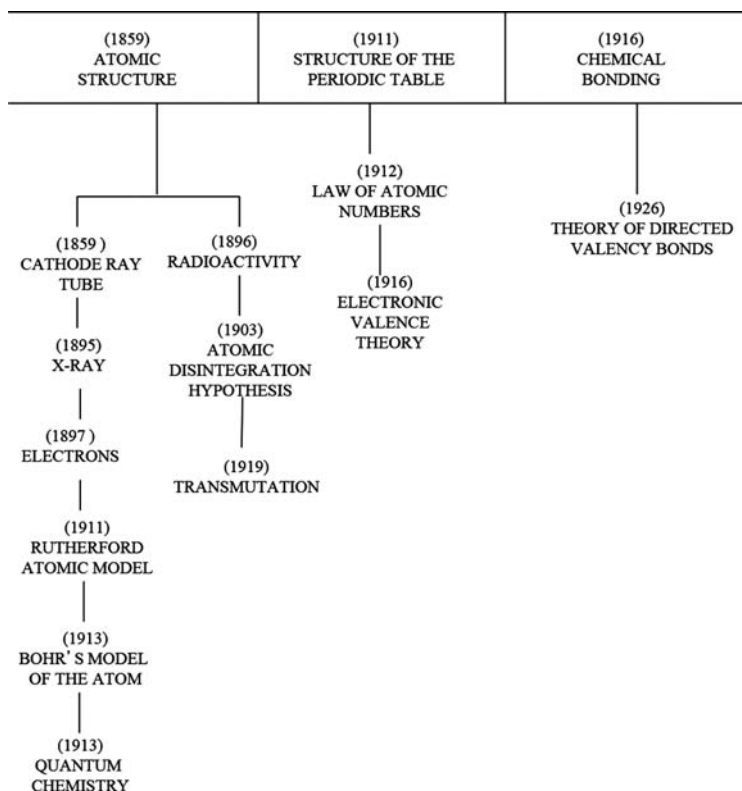 (1859)
ATOMIC
STRUCTURE
(1911)
STRUCTURE OF THE
PERIODIC TABLE
(1916)
CHEMICAL
BONDING
(1859 )
CATHODE RAY
TUBE
(1895)
X-RAY
(1897 )
ELECTRONS
(1911)
RUTHERFORD
ATOMIC MODEL
(1913)
BOHR'S MODEL
OF THE ATOM
(1913)
QUANTUM
CHEMISTRY
(1896)
RADIOACTIVITY
(1903)
ATOMIC
DISINTEGRATION
HYPOTHESIS
(1919)
TRANSMUTATION
(1912)
LAW OF ATOMIC
NUMBERS
(1916)
ELECTRONIC
VALENCE
THEORY
(1926)
THEORY OF DIRECTED
VALENCY BONDS